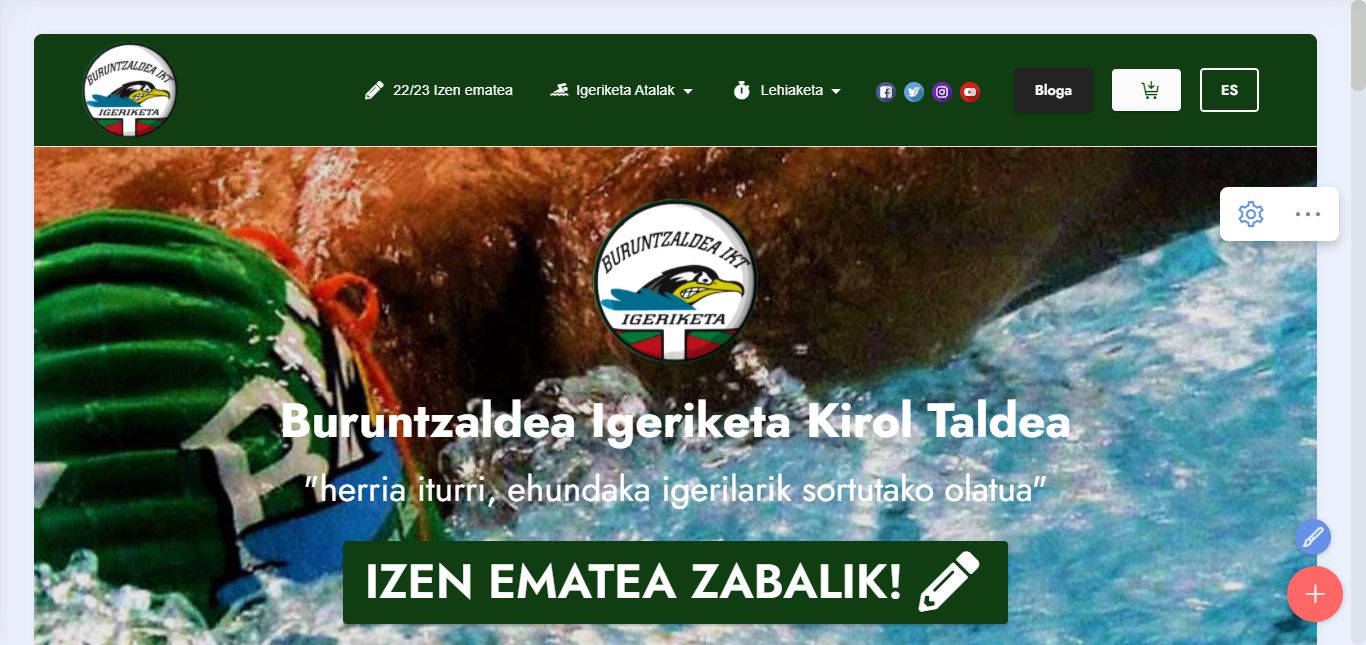 BURUNTZALDEA IKT
IGERIKETA
22/23 Izen ematea
Igeriketa Atalak
Lehiaketa
Bloga
ES
BURUNTZALDEA IKT
IGERIKETA
Buruntzaldea Igeriketa Kirol Taldea
"herria iturri, ehundaka igerilarik sortutako olatua"
IZEN EMATEA ZABALIK!